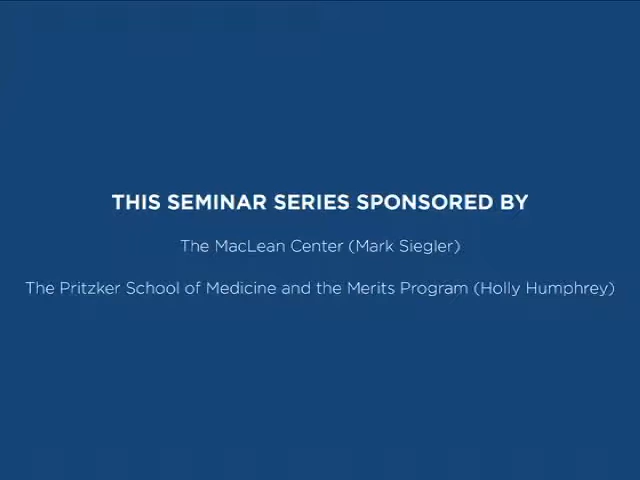 THIS SEMINAR SERIES SPONSORED BY
The MacLean Center (Mark Siegler)
The Pritzker School of Medicine and the Merits Program (Holly Humphrey)